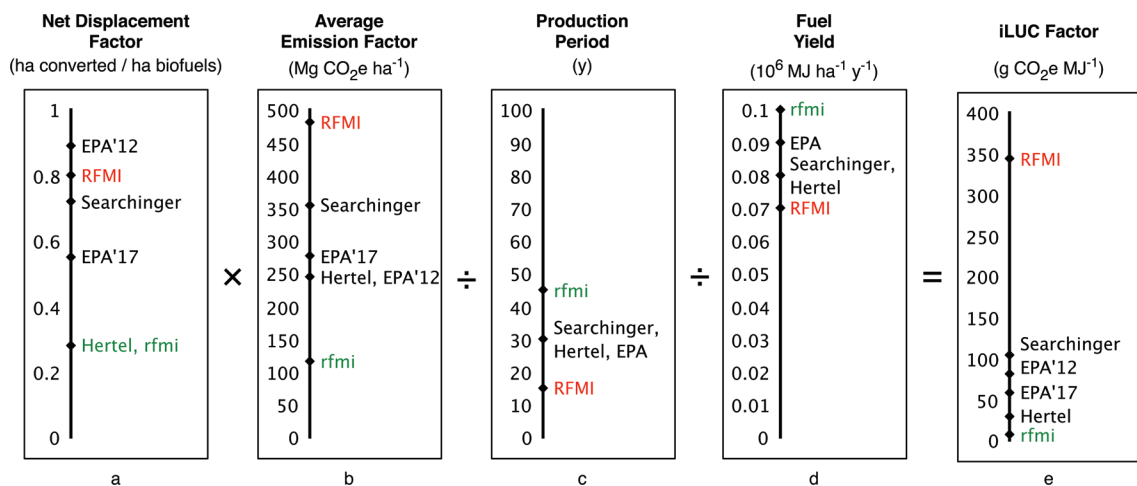 Net Displacement
Factor
(ha converted / ha biofuels)
1
0.8
0.6
0.4
0.2
0
EPA'12
RFMI
Searchinger
EPA'17
Hertel, rfmi
a
×
Average
Emission Factor
(Mg CO₂e ha⁻¹)
500
450
400
350
300
250
200
150
100
50
0
RFMI
Searchinger
EPA'17
Hertel, EPA'12
rfmi
b
÷
Production
Period
(y)
100
90
80
70
60
50
40
30
20
10
0
rfmi
Searchinger,
Hertel, EPA
RFMI
c
÷
Fuel
Yield
(10⁶ MJ ha⁻¹ y⁻¹)
0.1
0.09
0.08
0.07
0.06
0.05
0.04
0.03
0.02
0.01
0
rfmi
EPA
Searchinger,
Hertel
RFMI
d
=
iLUC Factor
(g CO₂e MJ⁻¹)
400
350
300
250
200
150
100
50
0
RFMI
Searchinger
EPA'12
EPA'17
Hertel
rfmi
e